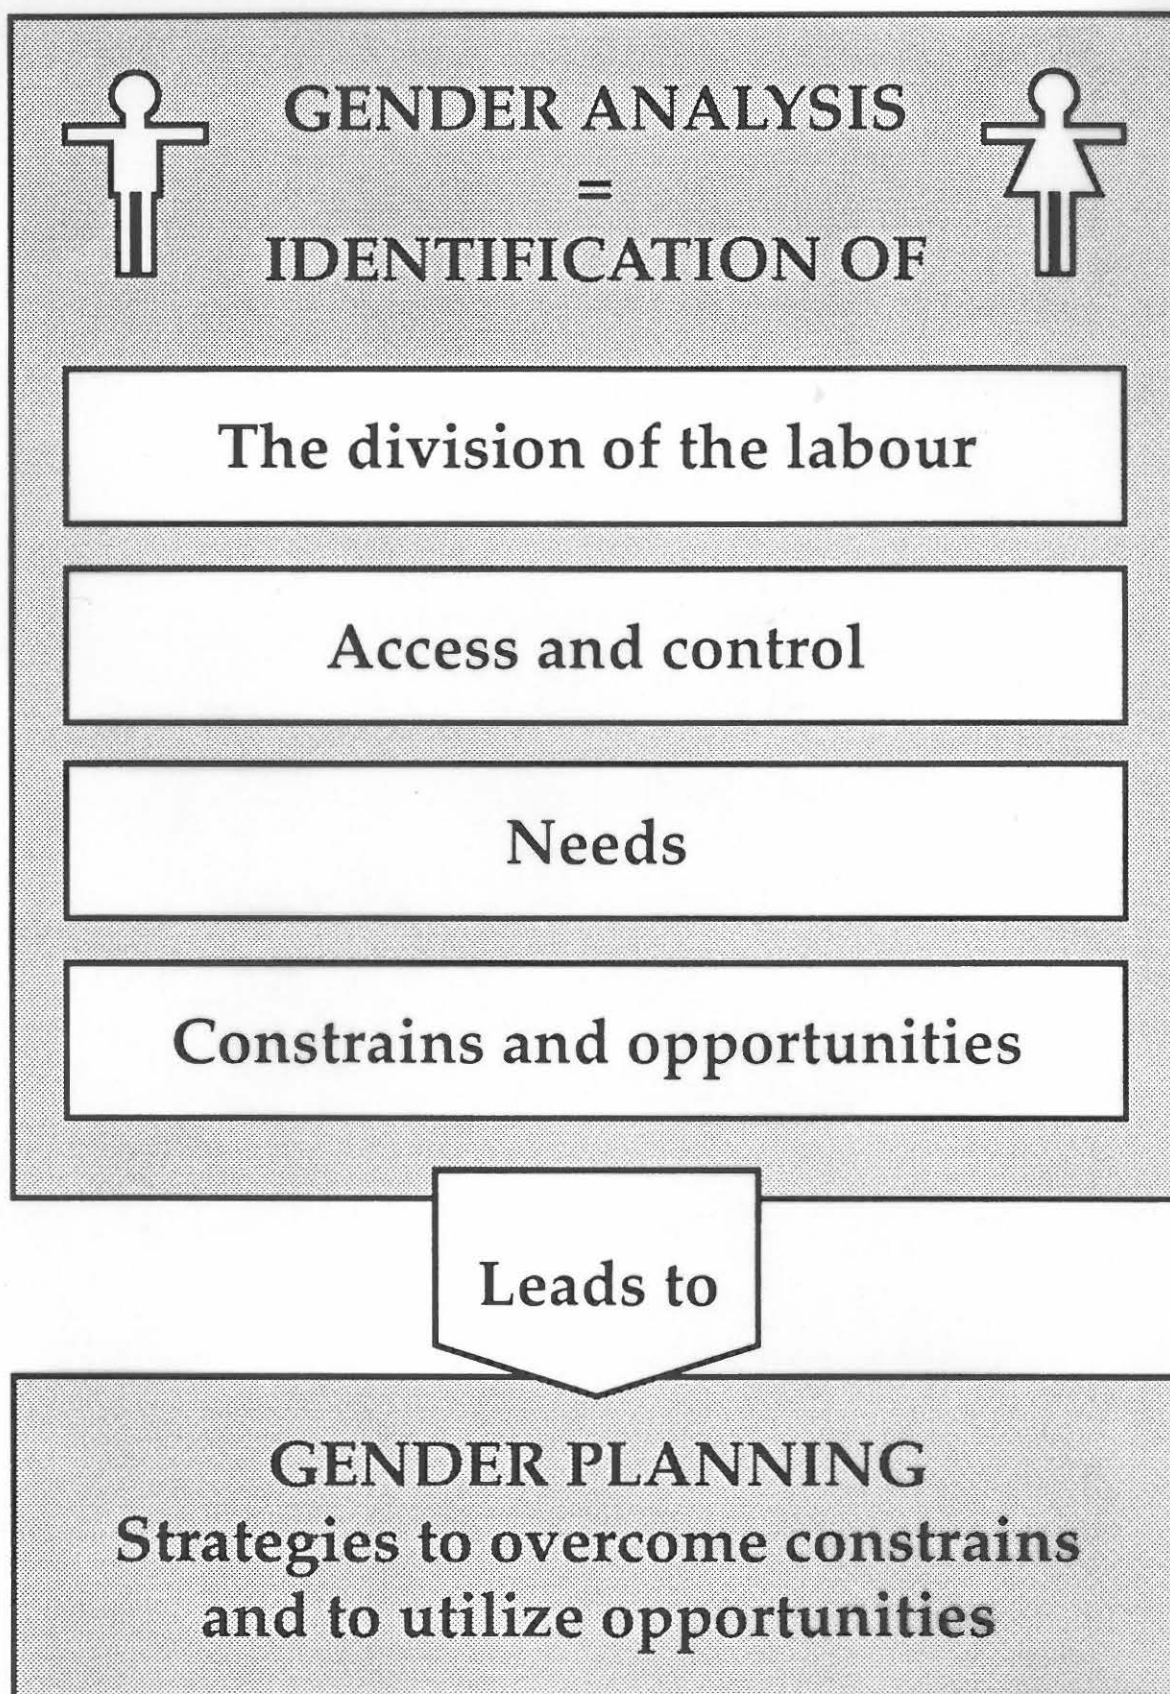 GENDER ANALYSIS
=
IDENTIFICATION OF
The division of the labour
Access and control
Needs
Constrains and opportunities
Leads to
GENDER PLANNING
Strategies to overcome constrains
and to utilize opportunities